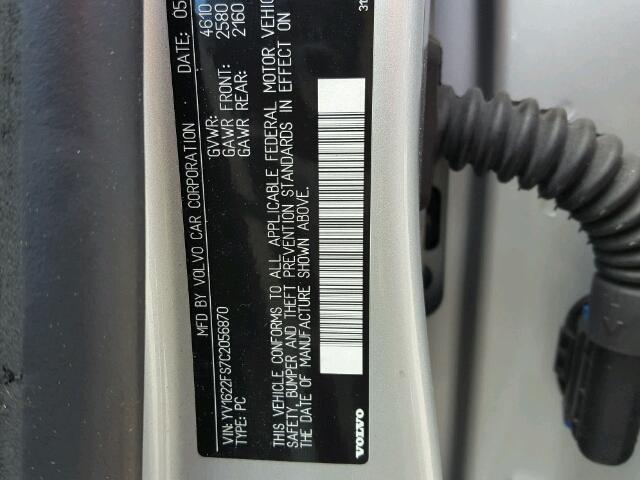 MFD BY VOLVO CAR CORPORATION DATE: 05
GVWR: 4610
GAWR FRONT: 2580
GAWR REAR: 2160
VIN: YV1622FS7C2056870
TYPE: PC
THIS VEHICLE CONFORMS TO ALL APPLICABLE FEDERAL MOTOR VEHIC
SAFETY, BUMPER AND THEFT PREVENTION STANDARDS IN EFFECT ON
THE DATE OF MANUFACTURE SHOWN ABOVE.
VOLVO